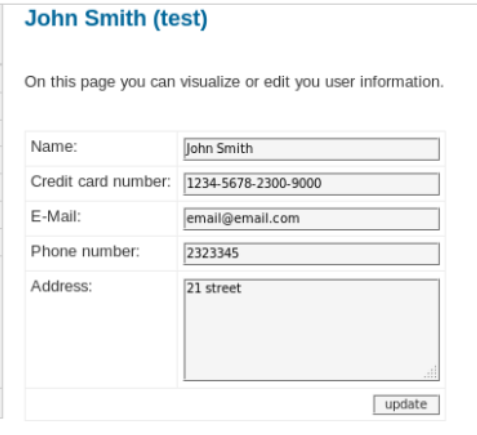 John Smith (test)
On this page you can visualize or edit you user information.
Name: John Smith
Credit card number: 1234-5678-2300-9000
E-Mail: email@email.com
Phone number: 2323345
Address: 21 street
update